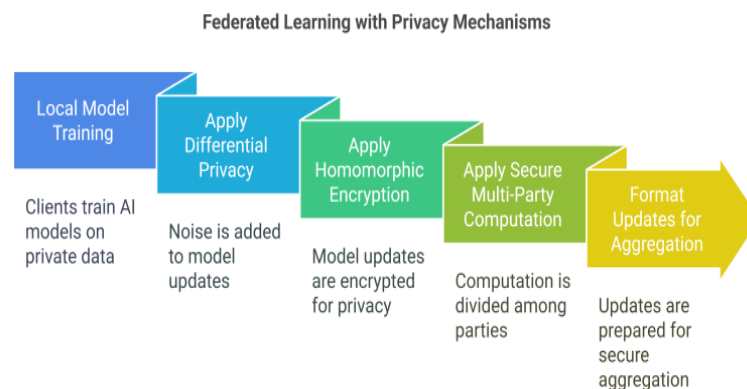 Federated Learning with Privacy Mechanisms
Local Model
Training
Clients train AI
models on
private data
Apply
Differential
Privacy
Noise is added
to model
updates
Apply
Homomorphic
Encryption
Model updates
are encrypted
for privacy
Apply Secure
Multi-Party
Computation
Computation is
divided among
parties
Format
Updates for
Aggregation
Updates are
prepared for
secure
aggregation